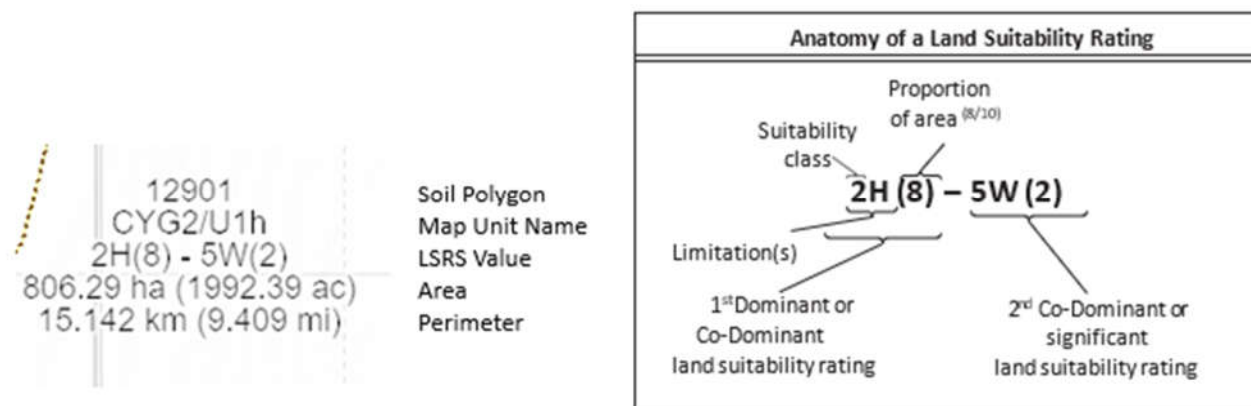 12901
CYG2/U1h
2H(8) - 5W(2)
806.29 ha (1992.39 ac)
15.142 km (9.409 mi)
Soil Polygon
Map Unit Name
LSRS Value
Area
Perimeter
Anatomy of a Land Suitability Rating
Proportion
of area (8/10)
Suitability
class
2H (8) – 5W (2)
Limitation(s)
1st Dominant or
Co-Dominant
land suitability rating
2nd Co-Dominant or
significant
land suitability rating